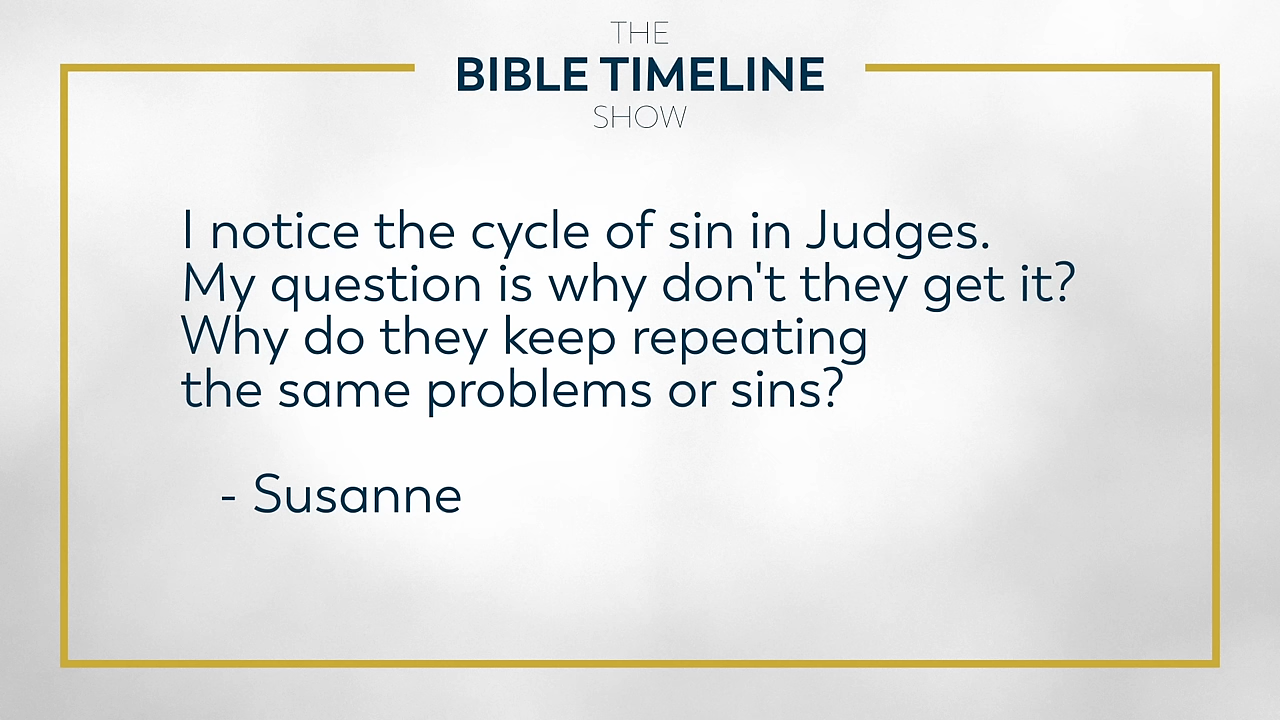 THE
BIBLE TIMELINE
SHOW
I notice the cycle of sin in Judges.
My question is why don't they get it?
Why do they keep repeating
the same problems or sins?
- Susanne